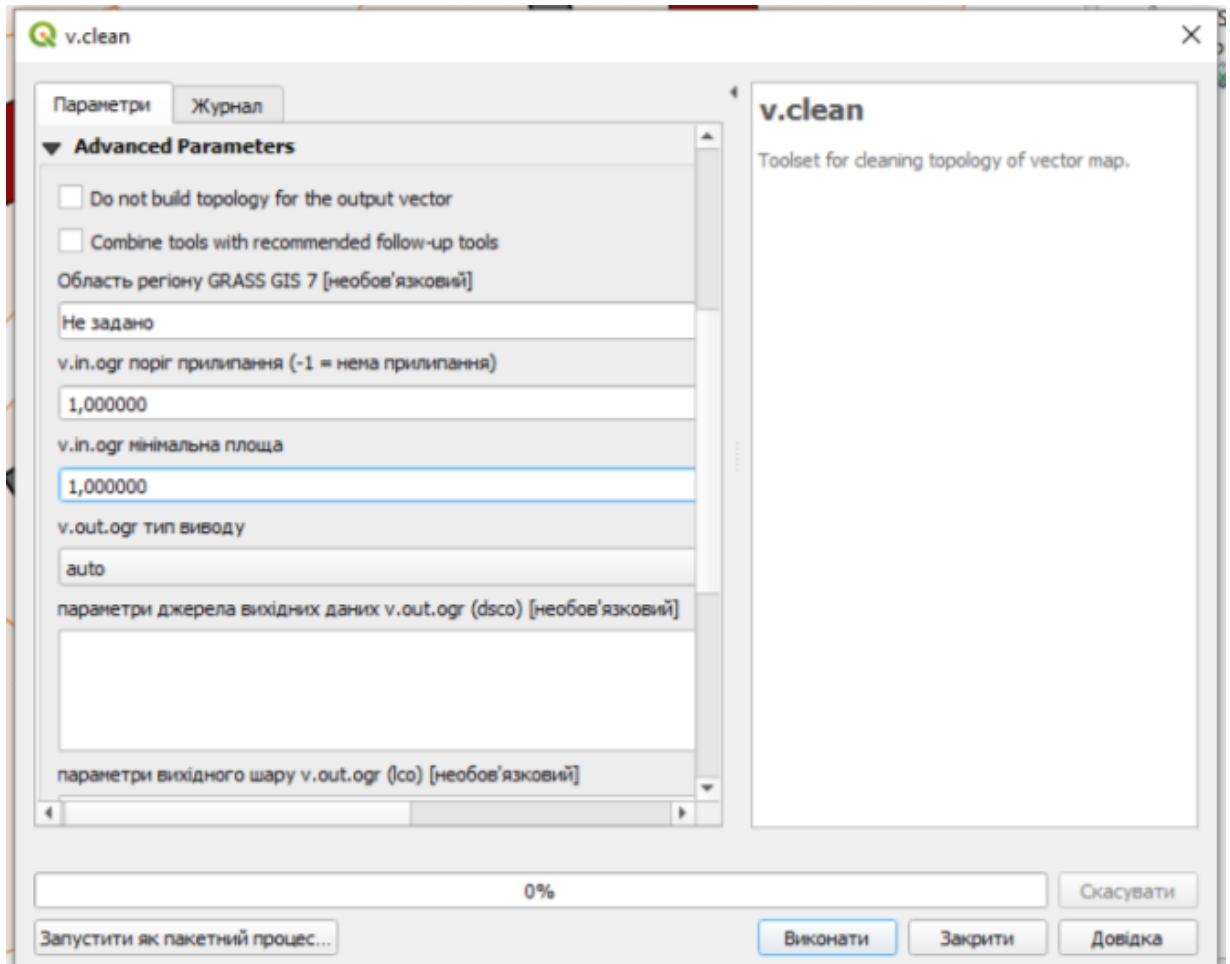 v.clean
Параметри
Журнал
Advanced Parameters
Do not build topology for the output vector
Combine tools with recommended follow-up tools
Область регіону GRASS GIS 7 [необов'язковий]
Не задано
v.in.ogr поріг прилипання (-1 = нема прилипання)
1,000000
v.in.ogr мінімальна площа
1,000000
v.out.ogr тип виводу
auto
параметри джерела вихідних даних v.out.ogr (dsco) [необов'язковий]
параметри вихідного шару v.out.ogr (lco) [необов'язковий]
v.clean
Toolset for cleaning topology of vector map.
0%
Скасувати
Запустити як пакетний процес...
Виконати
Закрити
Довідка